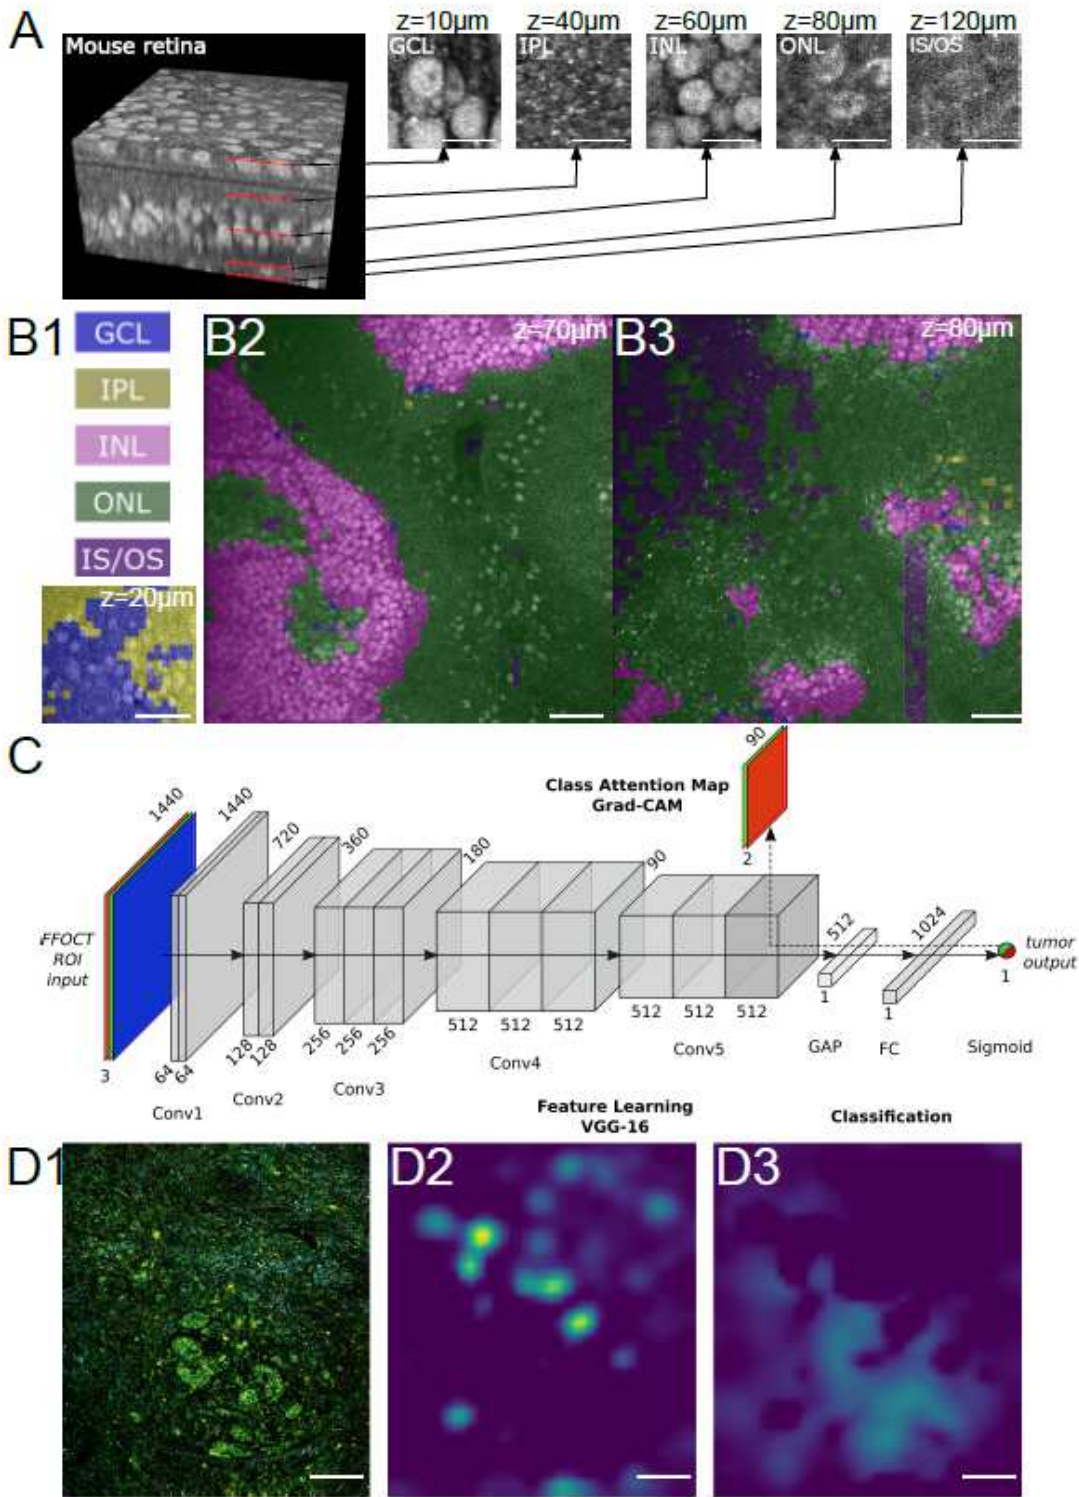 A
Mouse retina
z=10µm
z=40µm
z=60µm
z=80µm
z=120µm
GCL
IPL
INL
ONL
IS/OS
B1
GCL
IPL
INL
ONL
IS/OS
z=20µm
B2
z=70µm
B3
z=80µm
C
1440
1440
720
360
180
90
90
Class Attention Map
Grad-CAM
2
512
1024
FFOCT
ROI
input
tumor
output
3
64
64
128
128
256
256
256
512
512
512
512
512
512
1
1
1
Conv1
Conv2
Conv3
Conv4
Conv5
GAP
FC
Sigmoid
Feature Learning
VGG-16
Classification
D1
D2
D3